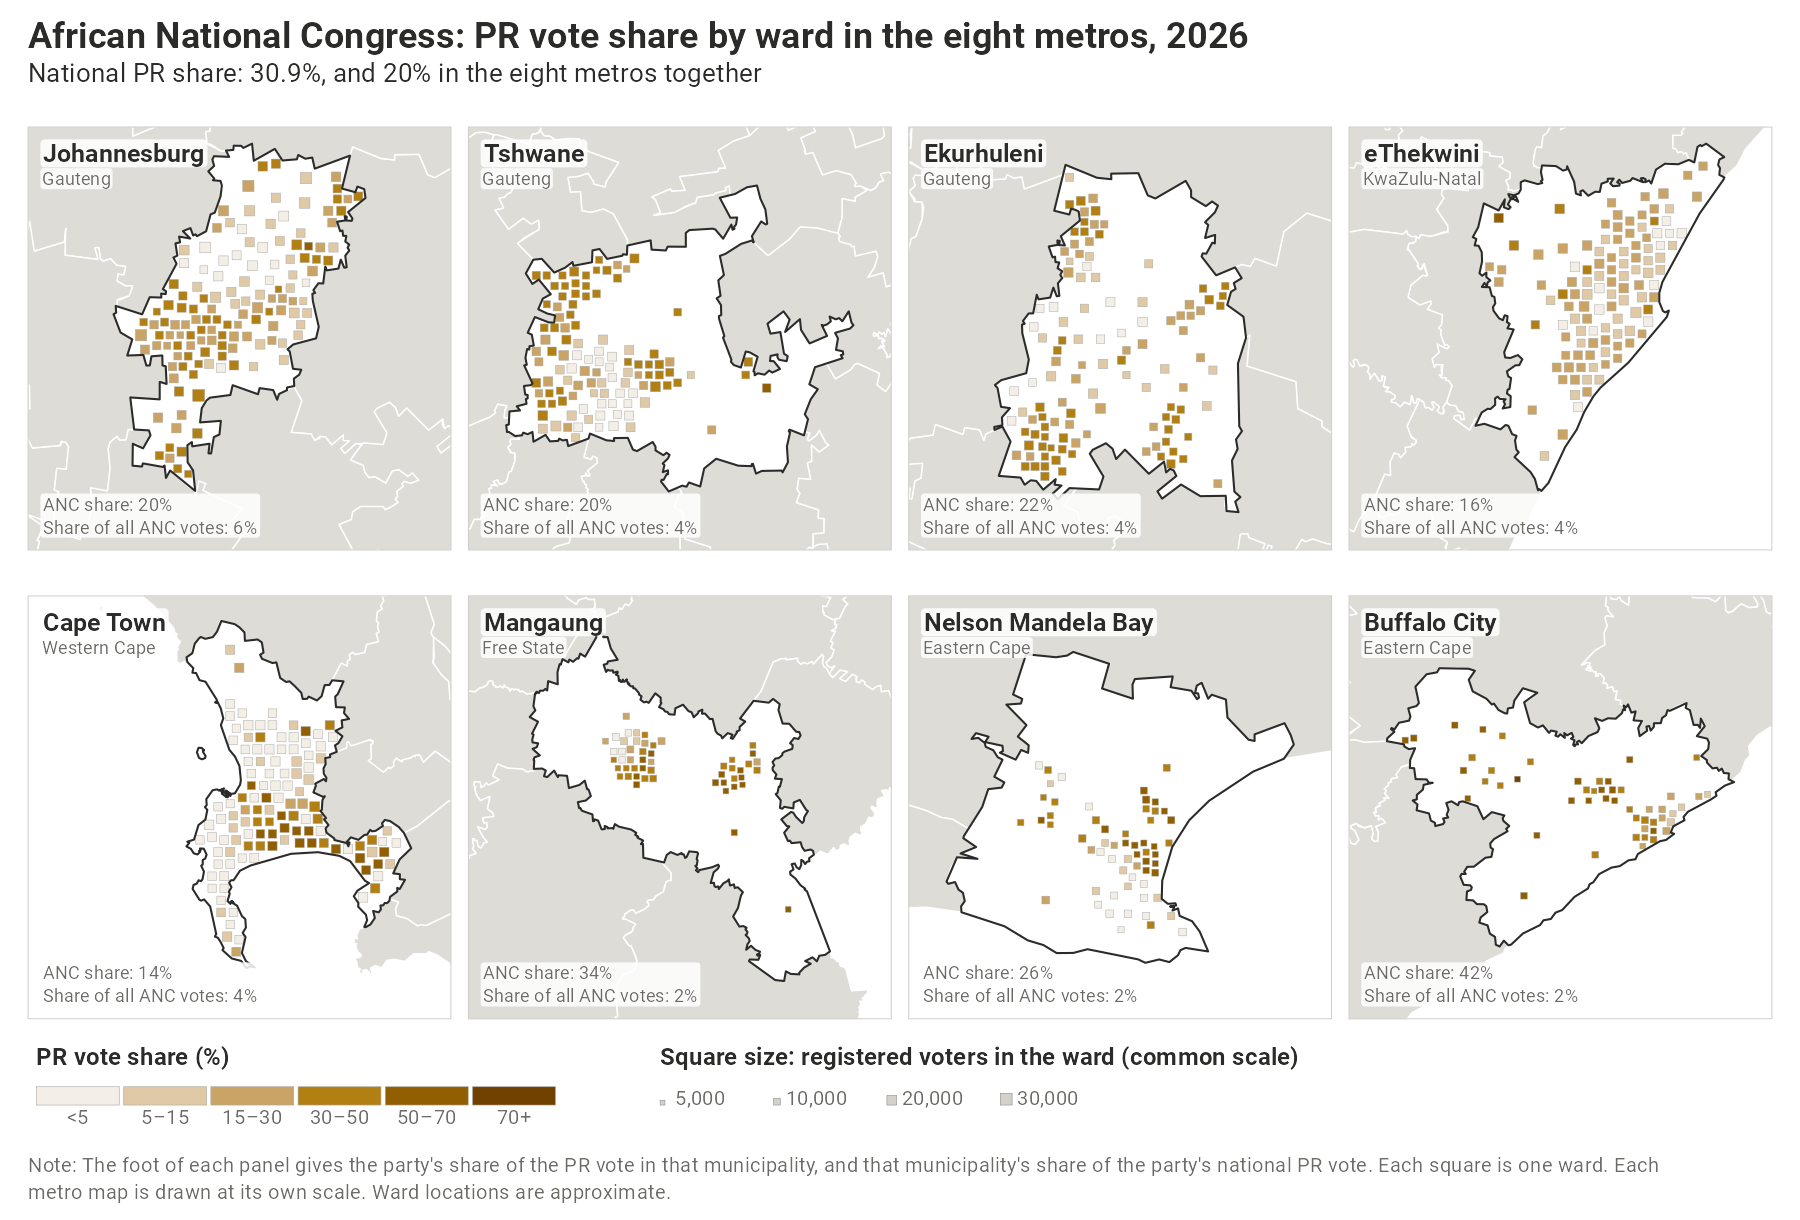 African National Congress: PR vote share by ward in the eight metros, 2026
National PR share: 30.9%, and 20% in the eight metros together
Johannesburg
Gauteng
ANC share: 20%
Share of all ANC votes: 6%
Tshwane
Gauteng
ANC share: 20%
Share of all ANC votes: 4%
Ekurhuleni
Gauteng
ANC share: 22%
Share of all ANC votes: 4%
eThekwini
KwaZulu-Natal
ANC share: 16%
Share of all ANC votes: 4%
Cape Town
Western Cape
ANC share: 14%
Share of all ANC votes: 4%
Mangaung
Free State
ANC share: 34%
Share of all ANC votes: 2%
Nelson Mandela Bay
Eastern Cape
ANC share: 26%
Share of all ANC votes: 2%
Buffalo City
Eastern Cape
ANC share: 42%
Share of all ANC votes: 2%
PR vote share (%)
<5 5–15 15–30 30–50 50–70 70+
Square size: registered voters in the ward (common scale)
5,000 10,000 20,000 30,000
Note: The foot of each panel gives the party's share of the PR vote in that municipality, and that municipality's share of the party's national PR vote. Each square is one ward. Each
metro map is drawn at its own scale. Ward locations are approximate.